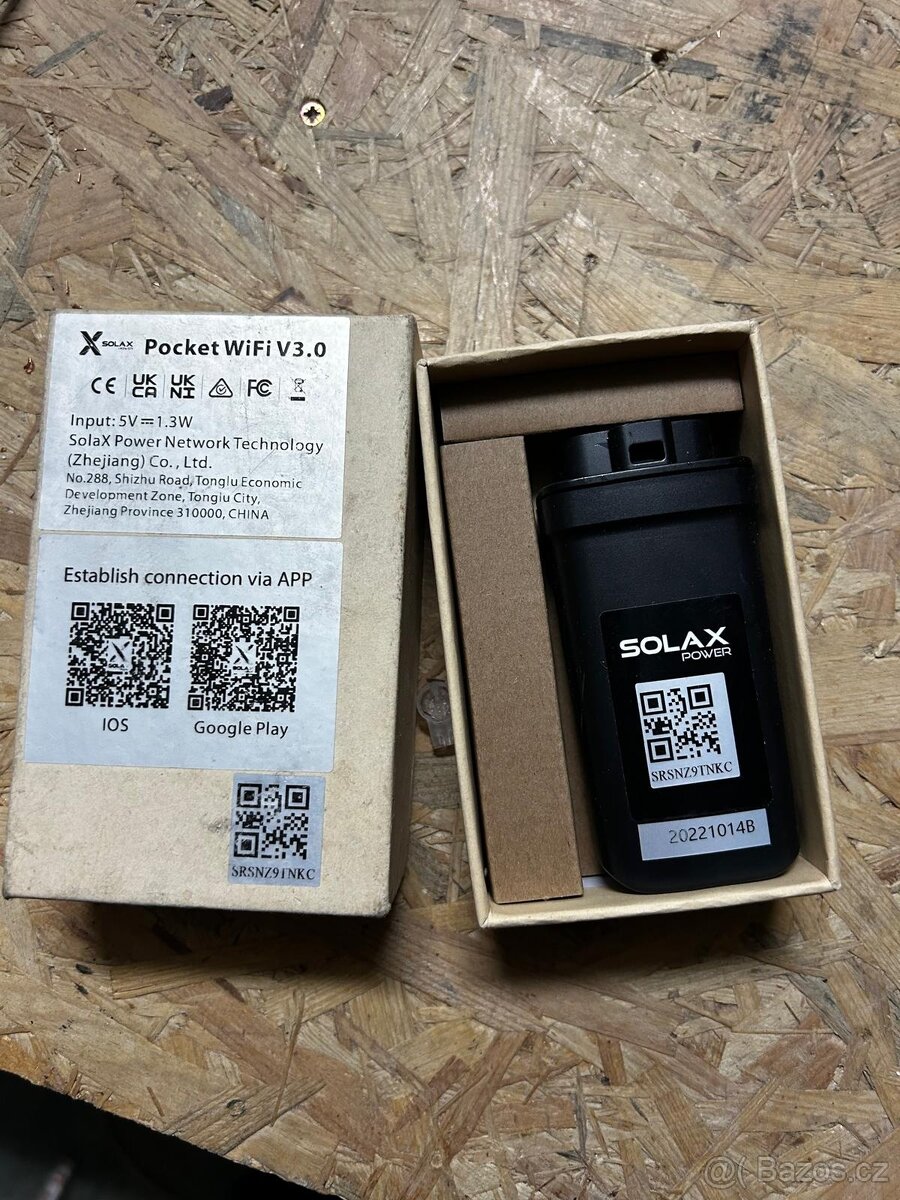 X SOLAX POWER Pocket WiFi V3.0
CE UK CA UK NI FC
Input: 5V⎓1.3W
SolaX Power Network Technology
(Zhejiang) Co., Ltd.
No.288, Shizhu Road, Tonglu Economic
Development Zone, Tongiu City,
Zhejiang Province 310000, CHINA
Establish connection via APP
IOS
Google Play
SRSNZ9TNKC
SOLAX
POWER
SRSNZ9TNKC
20221014B
@( Bazos.cz